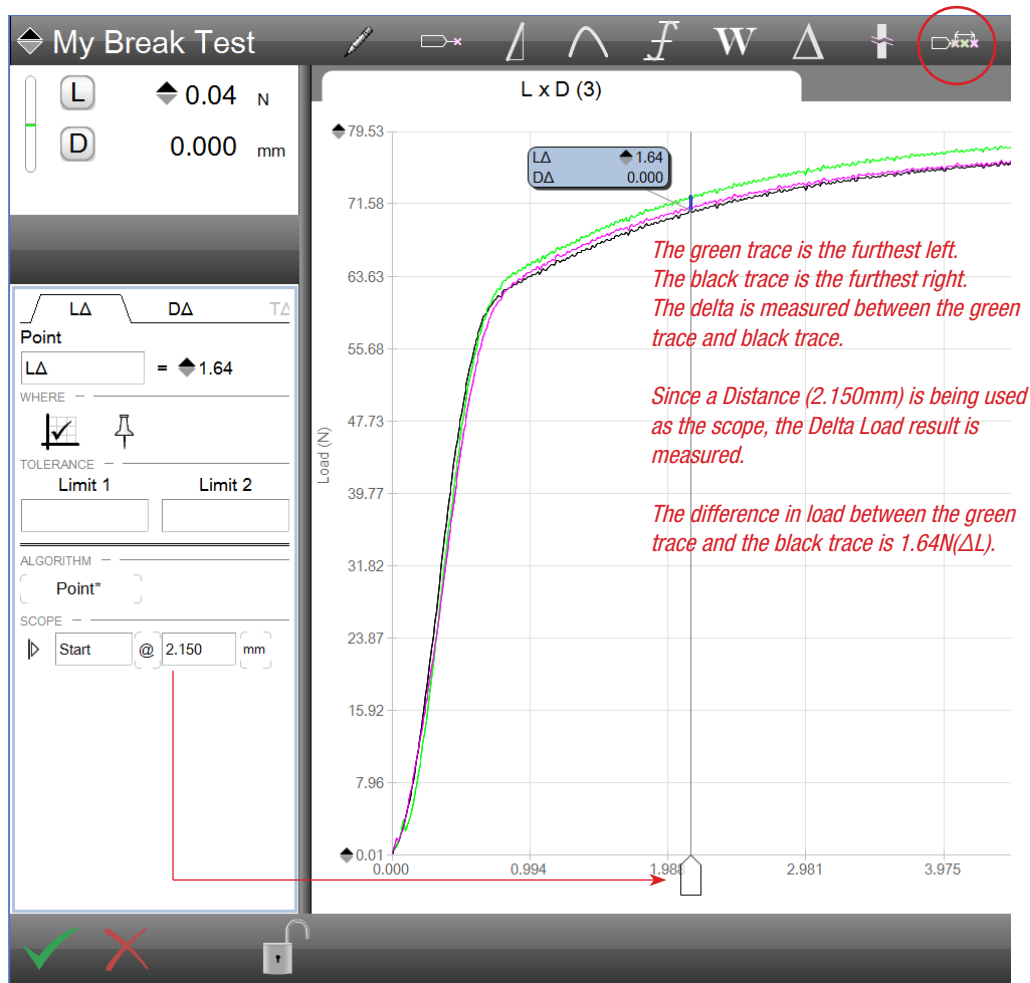 My Break Test
W
L 0.04 N
D 0.000 mm
L x D (3)
LΔ 1.64
DΔ 0.000
LΔ DΔ TΔ
Point
LΔ = 1.64
WHERE
TOLERANCE
Limit 1 Limit 2
ALGORITHM
Point*
SCOPE
Start @ 2.150 mm
79.53
71.58
63.63
55.68
47.73
39.77
31.82
23.87
15.92
7.96
0.01
Load (N)
0.000 0.994 1.988 2.981 3.975
The green trace is the furthest left.
The black trace is the furthest right.
The delta is measured between the green
trace and black trace.
Since a Distance (2.150mm) is being used
as the scope, the Delta Load result is
measured.
The difference in load between the green
trace and the black trace is 1.64N(ΔL).